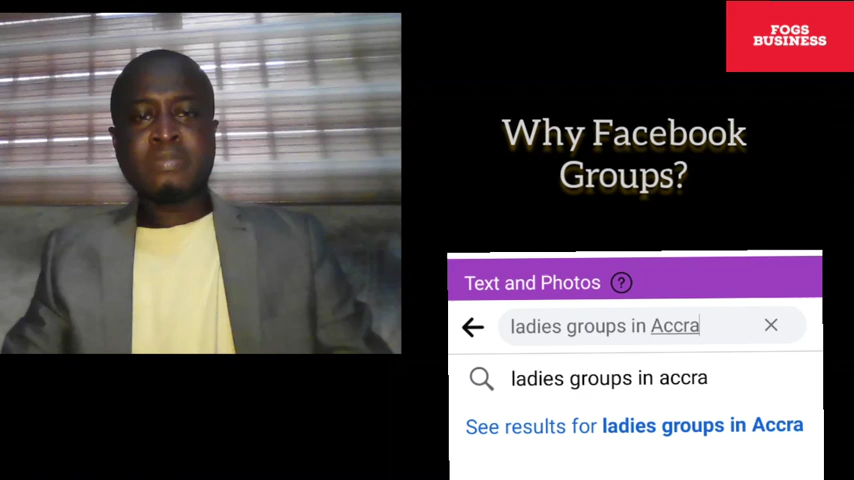 FOGS
BUSINESS
Why Facebook
Groups?
Text and Photos ?
ladies groups in Accra
ladies groups in accra
See results for ladies groups in Accra